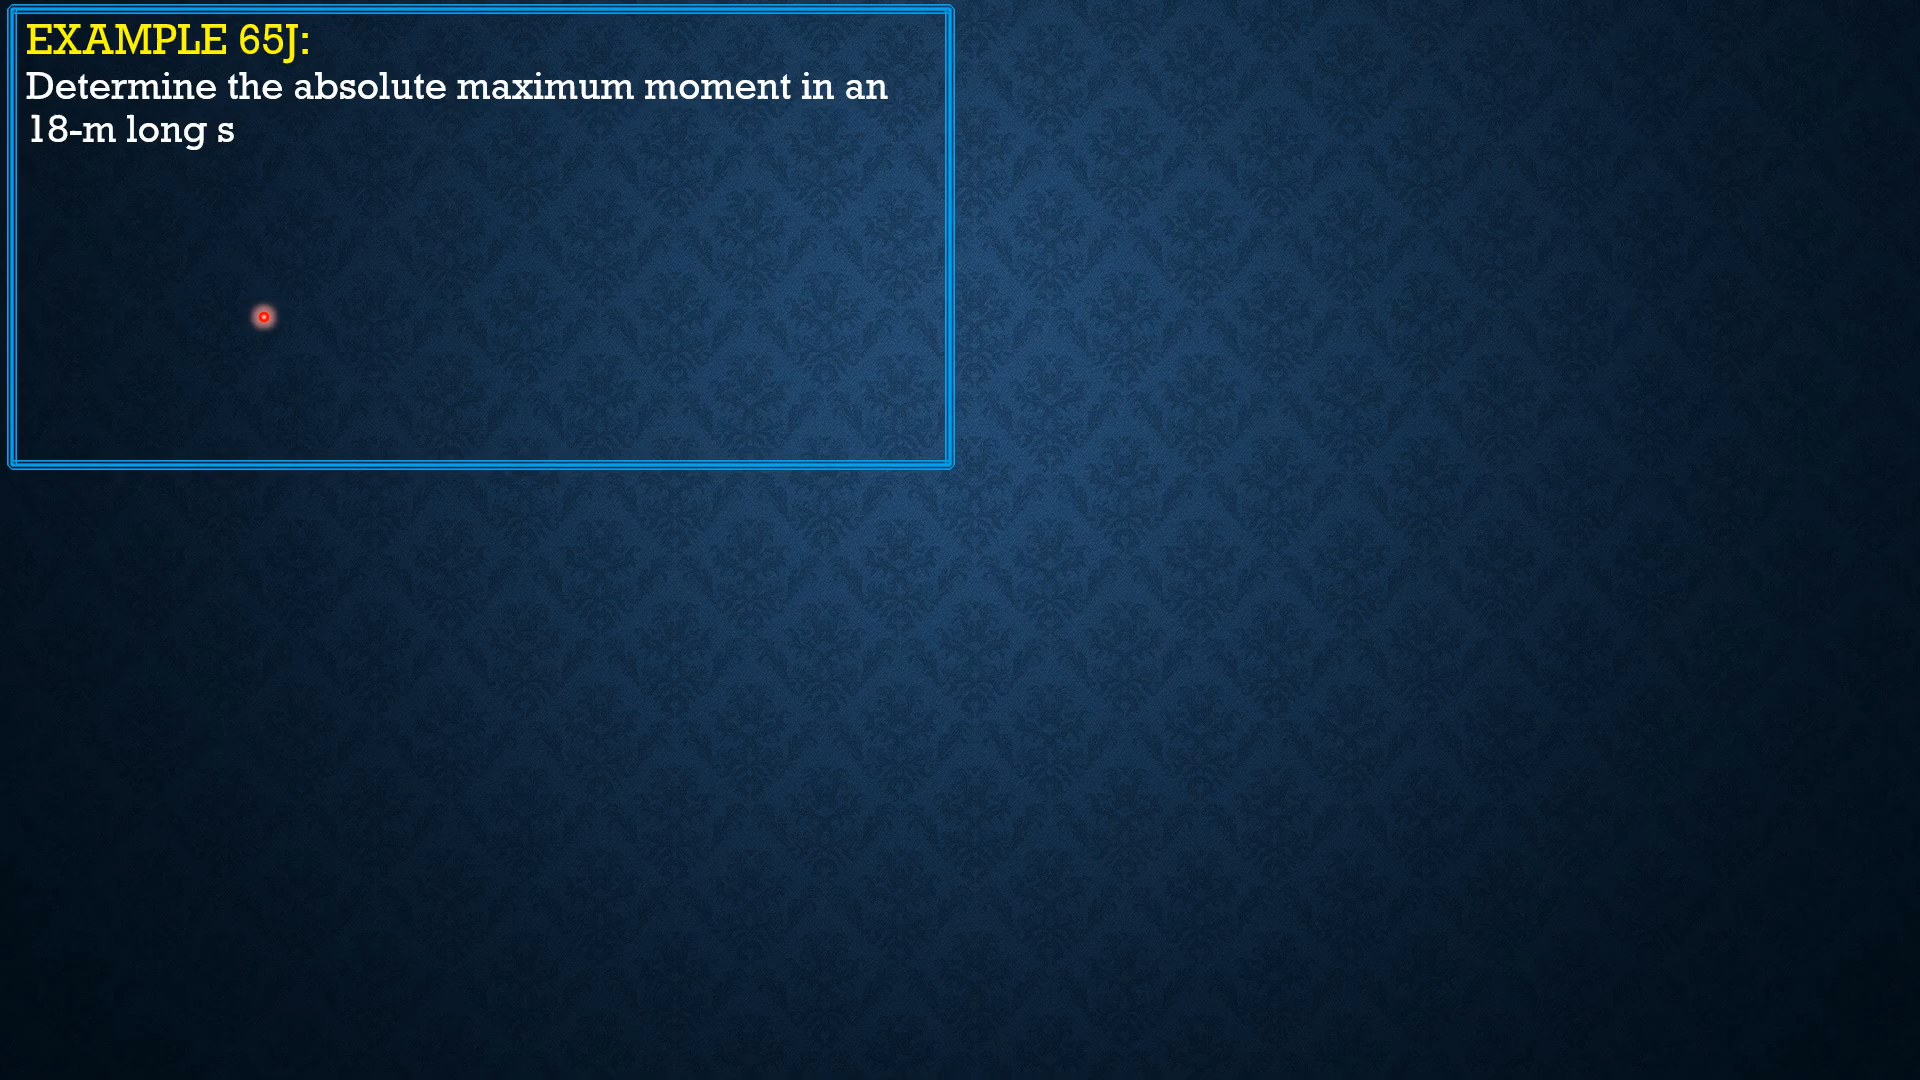 EXAMPLE 65J:
Determine the absolute maximum moment in an
18-m long s